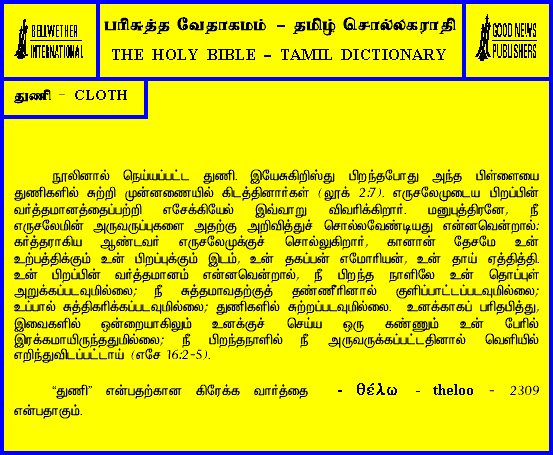 BELLWETHER
INTERNATIONAL
பரிசுத்த வேதாகமம் – தமிழ் சொல்லகராதி
THE HOLY BIBLE – TAMIL DICTIONARY
GOOD NEWS
PUBLISHERS
துணி – CLOTH
நூலினால் நெய்யப்பட்ட துணி. இயேசுகிறிஸ்து பிறந்தபோது அந்த பிள்ளையை
துணிகளில் சுற்றி முன்னணையில் கிடத்தினார்கள் (லூக் 2:7). எருசலேமுடைய பிறப்பின்
வர்த்தமானத்தைப்பற்றி எசேக்கியேல் இவ்வாறு விவரிக்கிறார். மனுபுத்திரனே, நீ
எருசலேமின் அருவருப்புகளை அதற்கு அறிவித்துச் சொல்லவேண்டியது என்னவென்றால்:
கர்த்தராகிய ஆண்டவர் எருசலேமுக்குச் சொல்லுகிறார், கானான் தேசமே உன்
உற்பத்திக்கும் உன் பிறப்புக்கும் இடம், உன் தகப்பன் எமோரியன், உன் தாய் ஏத்தித்தி.
உன் பிறப்பின் வர்த்தமானம் என்னவென்றால், நீ பிறந்த நாளிலே உன் தொப்புள்
அறுக்கப்படவுமில்லை; நீ சுத்தமாவதற்குத் தண்ணீரினால் குளிப்பாட்டப்படவுமில்லை;
உப்பால் சுத்திகரிக்கப்படவுமில்லை; துணிகளில் சுற்றப்படவுமில்லை. உனக்காகப் பரிதபித்து,
இவைகளில் ஒன்றையாகிலும் உனக்குச் செய்ய ஒரு கண்ணும் உன் பேரில்
இரக்கமாயிருந்ததுமில்லை; நீ பிறந்தநாளில் நீ அருவருக்கப்பட்டதினால் வெளியில்
எறிந்துவிடப்பட்டாய் (எசே 16:2-5).
“துணி” என்பதற்கான கிரேக்க வார்த்தை - θέλω - theloo - 2309
என்பதாகும்.